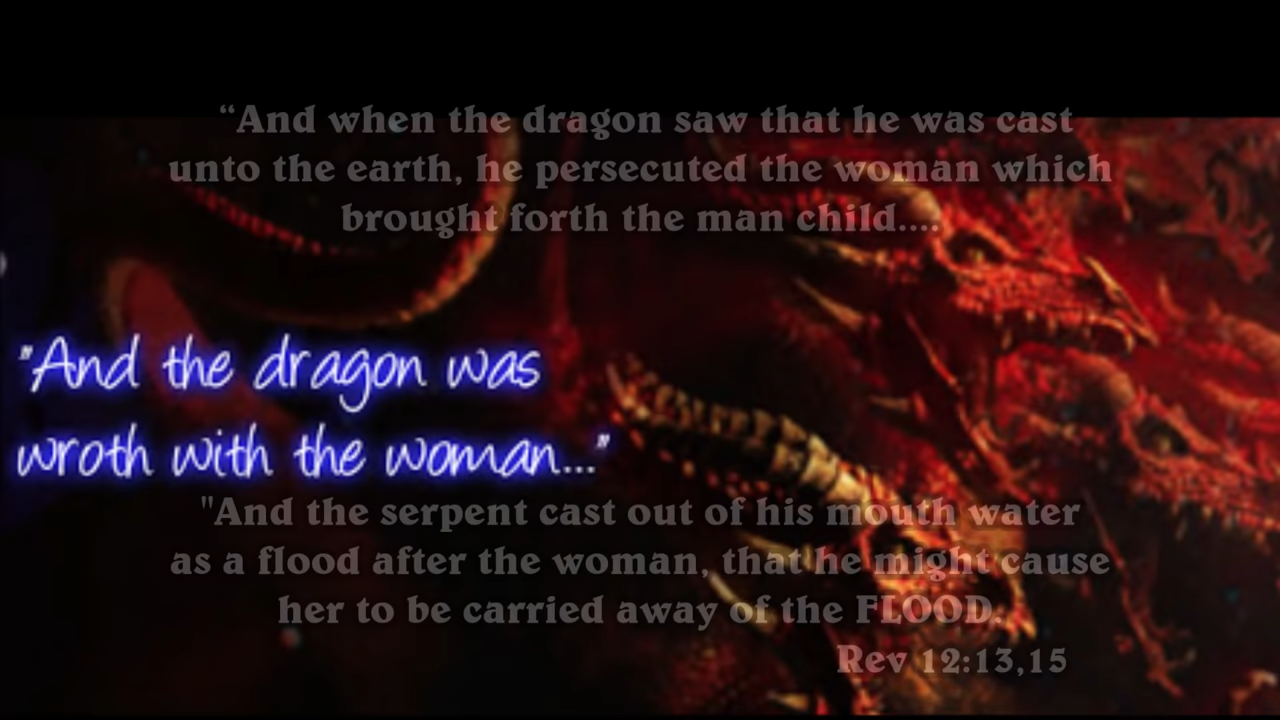 “And when the dragon saw that he was cast
unto the earth, he persecuted the woman which
brought forth the man child....
"And the dragon was
wroth with the woman..."
"And the serpent cast out of his mouth water
as a flood after the woman, that he might cause
her to be carried away of the FLOOD.
Rev 12:13,15